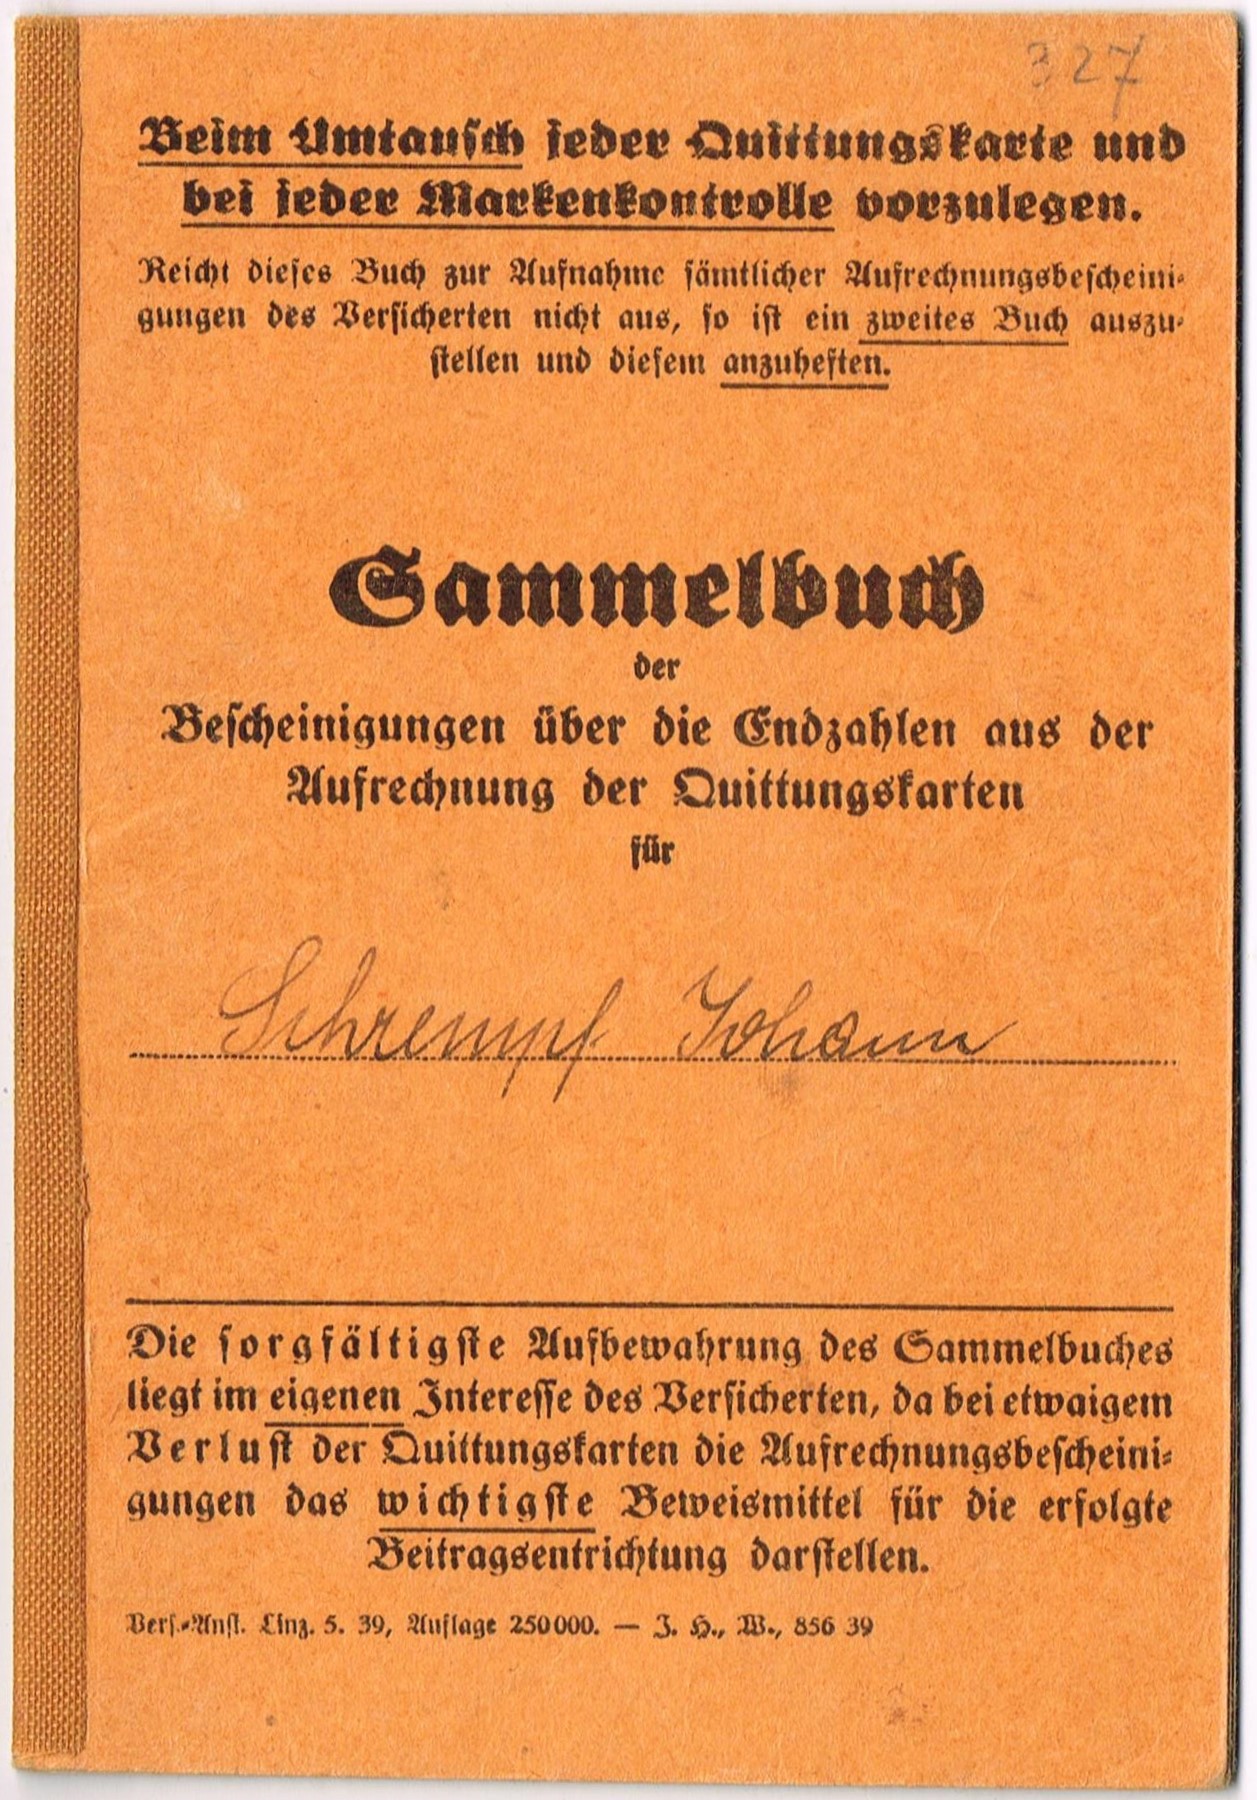 327
Beim Umtausch jeder Quittungskarte und
bei jeder Markenkontrolle vorzulegen.
Reicht dieses Buch zur Aufnahme sämtlicher Aufrechnungsbescheini-
gungen des Versicherten nicht aus, so ist ein zweites Buch auszu-
stellen und diesem anzuheften.
Sammelbuch
der
Bescheinigungen über die Endzahlen aus der
Aufrechnung der Quittungskarten
für
Schrempf Johann
Die sorgfältigste Aufbewahrung des Sammelbuches
liegt im eigenen Interesse des Versicherten, da bei etwaigem
Verlust der Quittungskarten die Aufrechnungsbescheini-
gungen das wichtigste Beweismittel für die erfolgte
Beitragsentrichtung darstellen.
Vers.-Anst. Linz. 5. 39, Auflage 250000. — J. H., W., 856 39